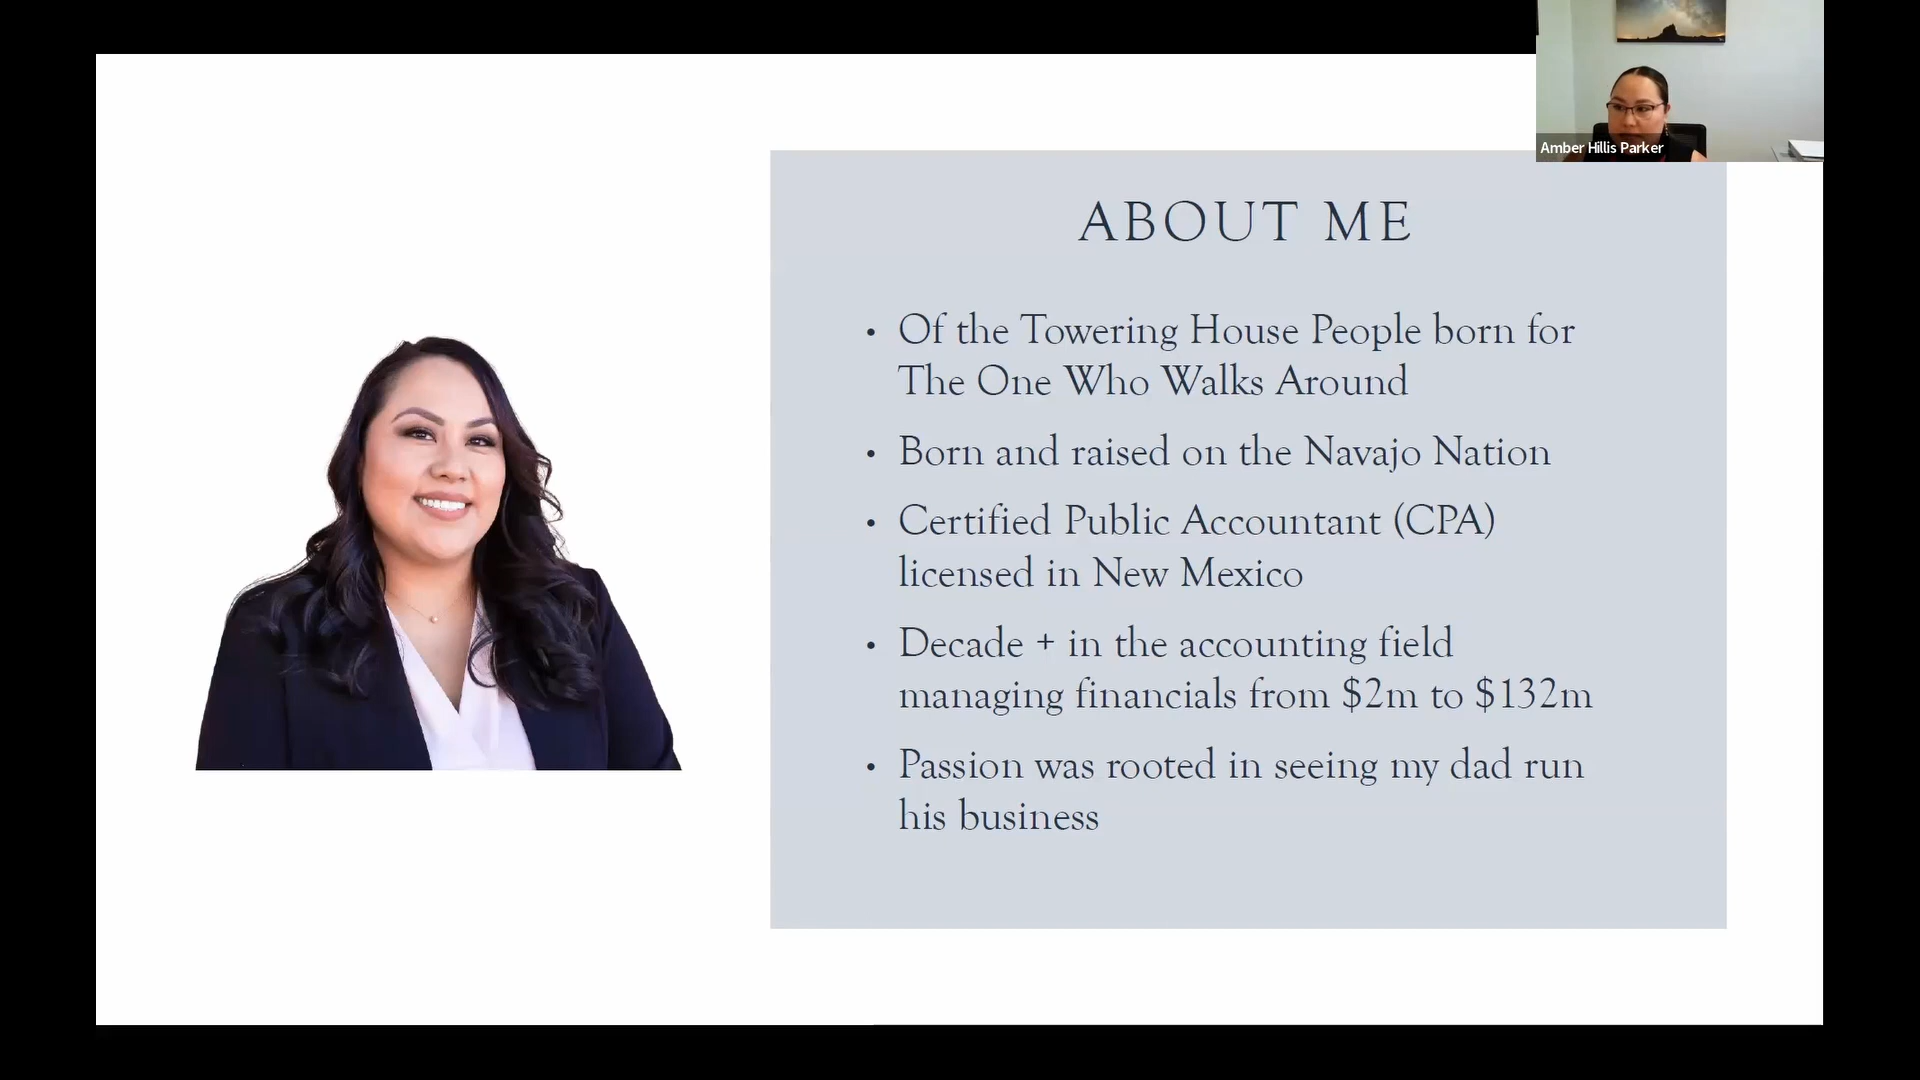 Amber Hillis Parker
ABOUT ME
• Of the Towering House People born for
The One Who Walks Around
• Born and raised on the Navajo Nation
• Certified Public Accountant (CPA)
licensed in New Mexico
• Decade + in the accounting field
managing financials from $2m to $132m
• Passion was rooted in seeing my dad run
his business